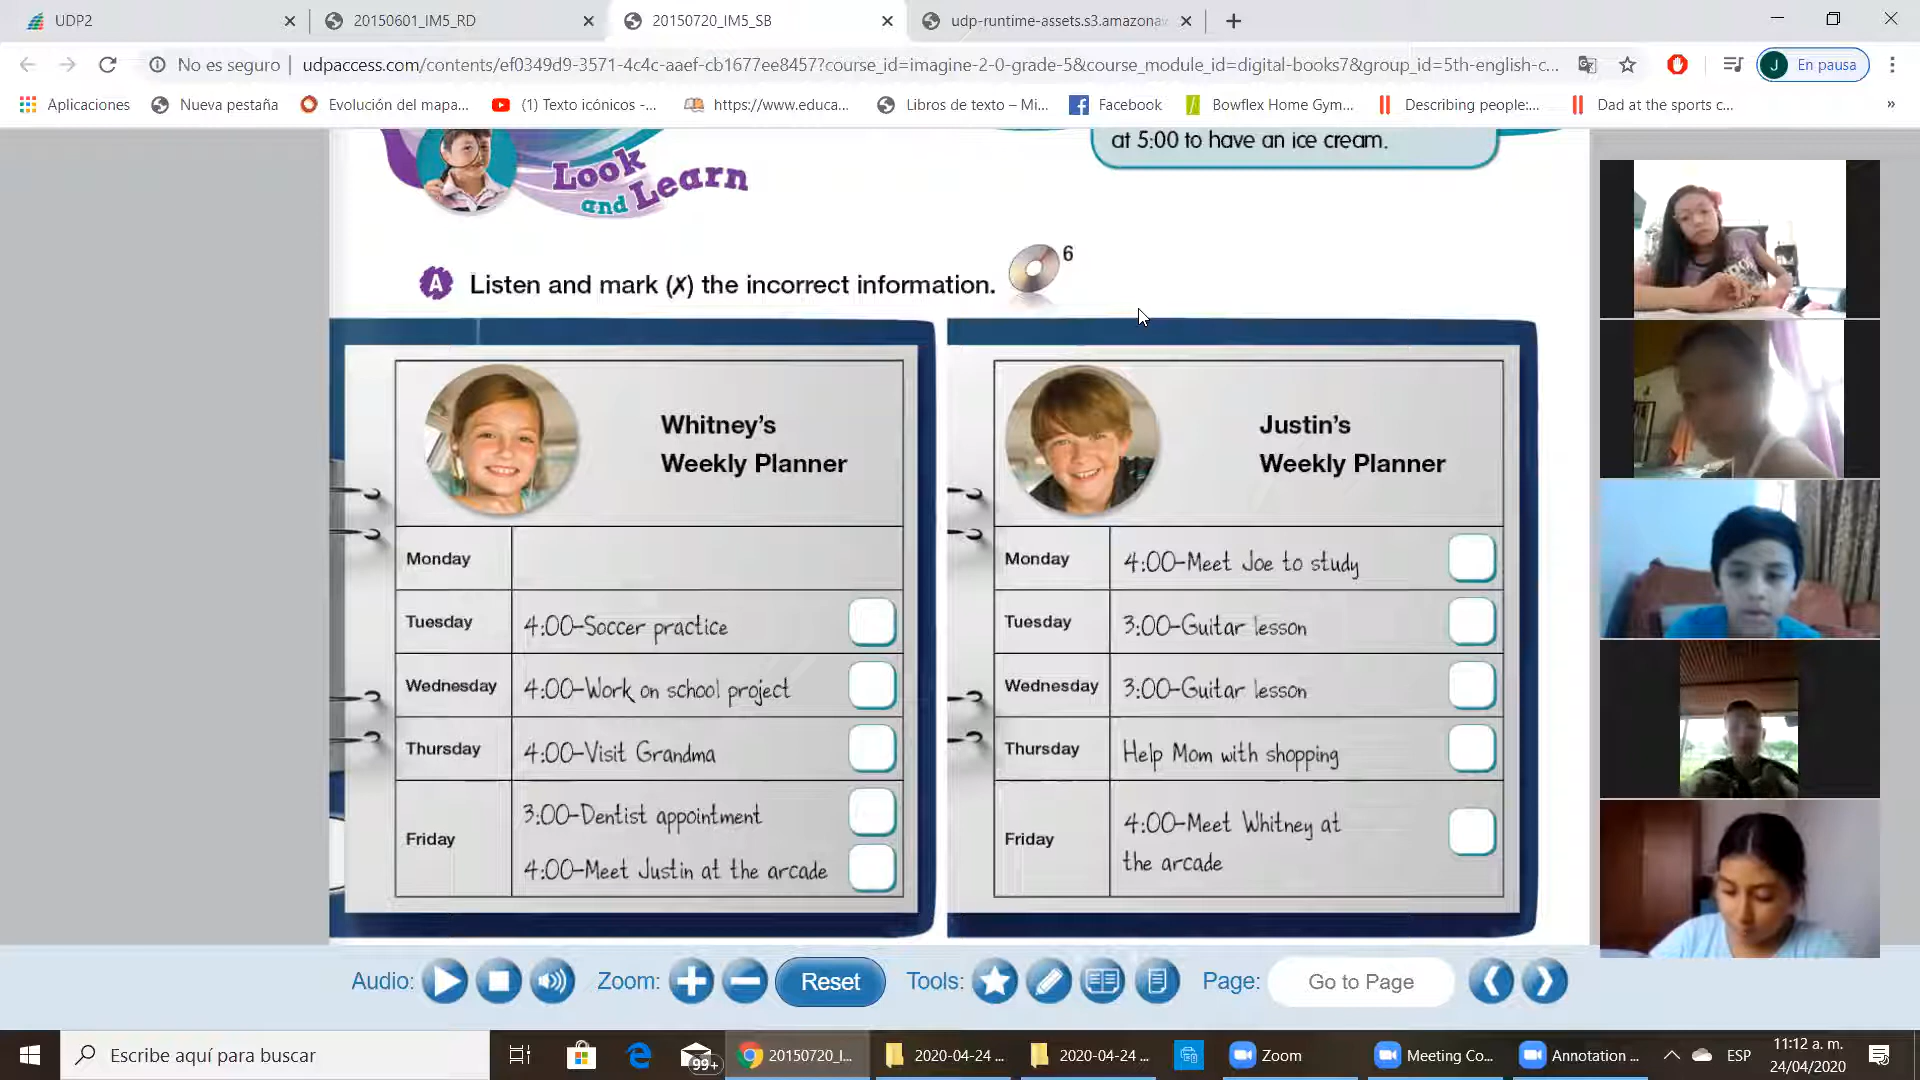 UDP2
20150601_IM5_RD
20150720_IM5_SB
udp-runtime-assets.s3.amazona
No es seguro
udpaccess.com/contents/ef0349d9-3571-4c4c-aaef-cb1677ee8457?course_id=imagine-2-0-grade-5&course_module_id=digital-books7&group_id=5th-english-c...
J En pausa
Aplicaciones
Nueva pestaña
Evolución del mapa...
(1) Texto icónicos -...
https://www.educa...
Libros de texto – Mi...
Facebook
Bowflex Home Gym...
Describing people:...
Dad at the sports c...
»
at 5:00 to have an ice cream.
Look
and Learn
A Listen and mark (✗) the incorrect information.
6
Whitney's
Weekly Planner
Monday
Tuesday 4:00-Soccer practice
Wednesday 4:00-Work on school project
Thursday 4:00-Visit Grandma
Friday
3:00-Dentist appointment
4:00-Meet Justin at the arcade
Justin's
Weekly Planner
Monday 4:00-Meet Joe to study
Tuesday 3:00-Guitar lesson
Wednesday 3:00-Guitar lesson
Thursday Help Mom with shopping
Friday
4:00-Meet Whitney at
the arcade
Audio:
Zoom:
Reset
Tools:
Page:
Go to Page
Escribe aquí para buscar
99+
20150720_I...
2020-04-24 ...
2020-04-24 ...
Zoom
Meeting Co...
Annotation ...
ESP
11:12 a. m.
24/04/2020